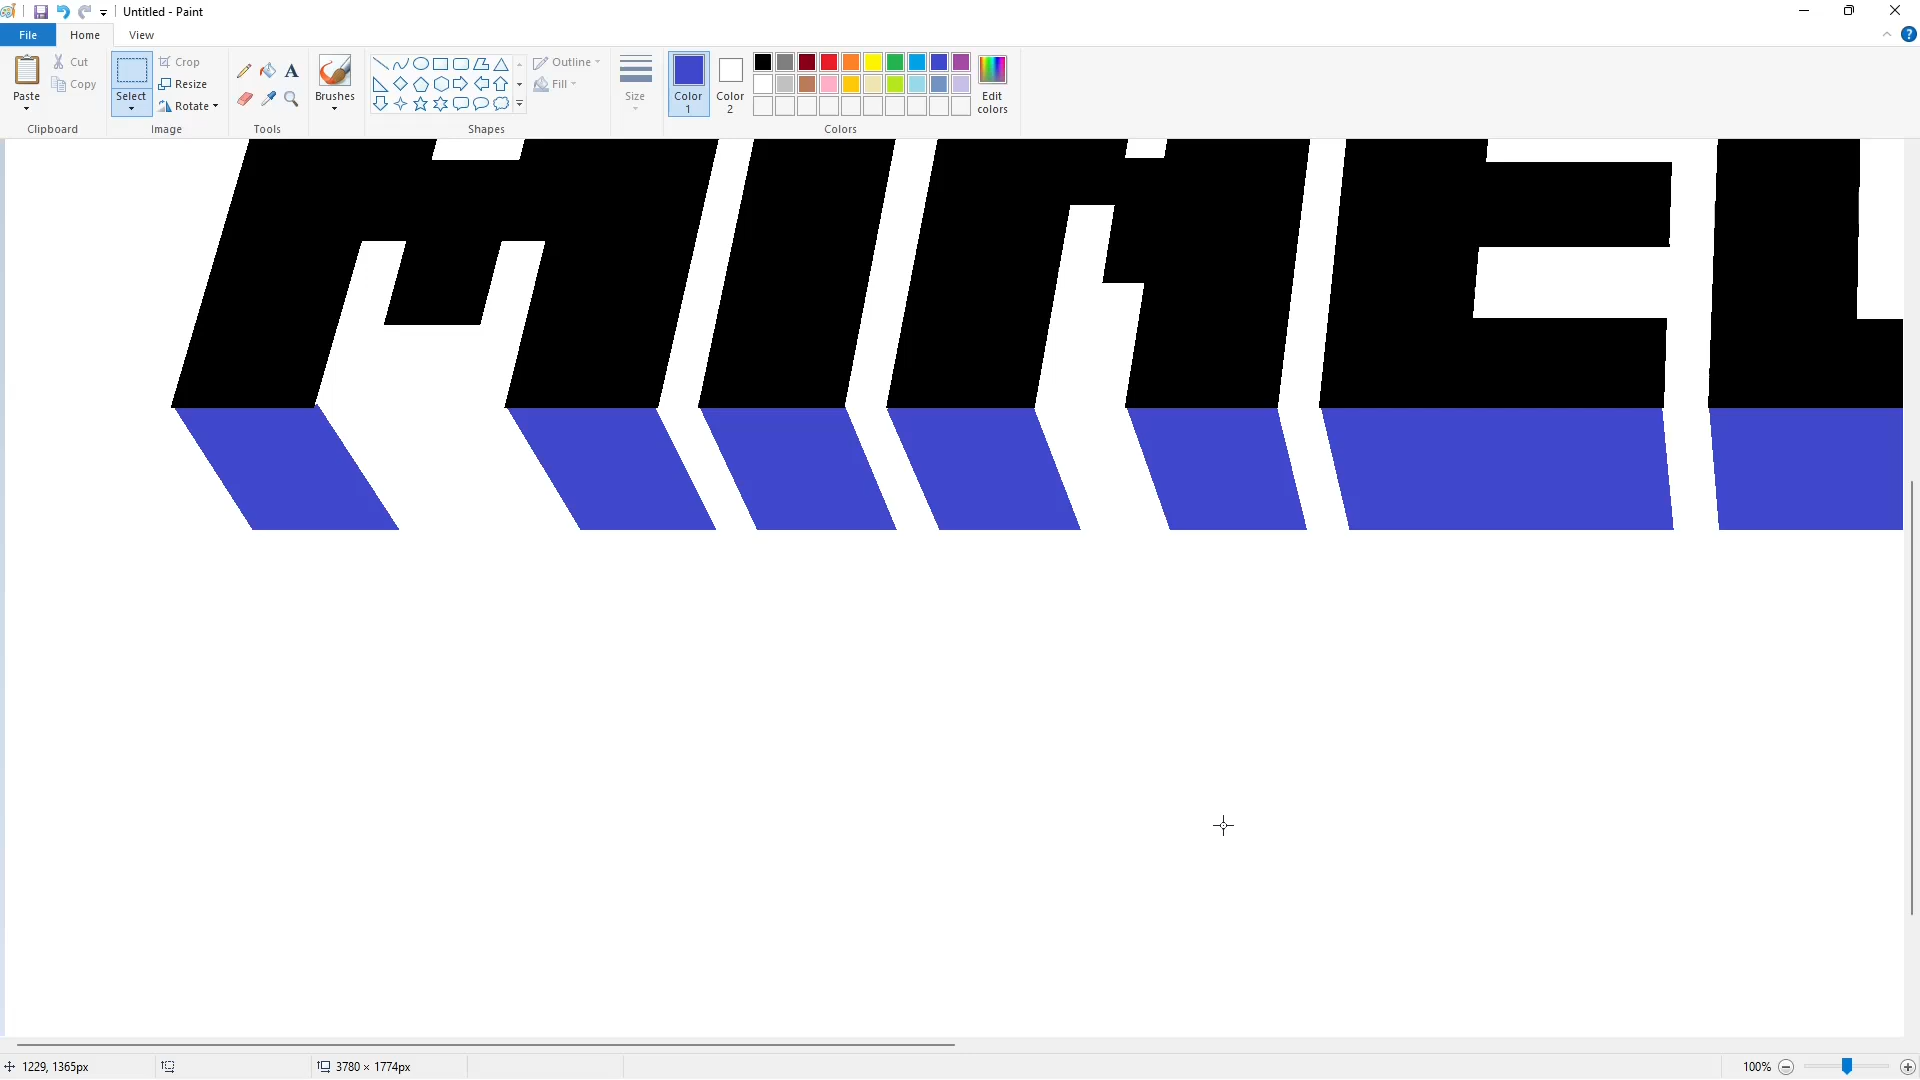 Untitled - Paint
File
Home
View
Paste
Cut
Copy
Clipboard
Select
Crop
Resize
Rotate
Image
Tools
Brushes
Shapes
Outline
Fill
Size
Color 1
Color 2
Edit colors
Colors
MINE
1229, 1365px
3780 × 1774px
100%